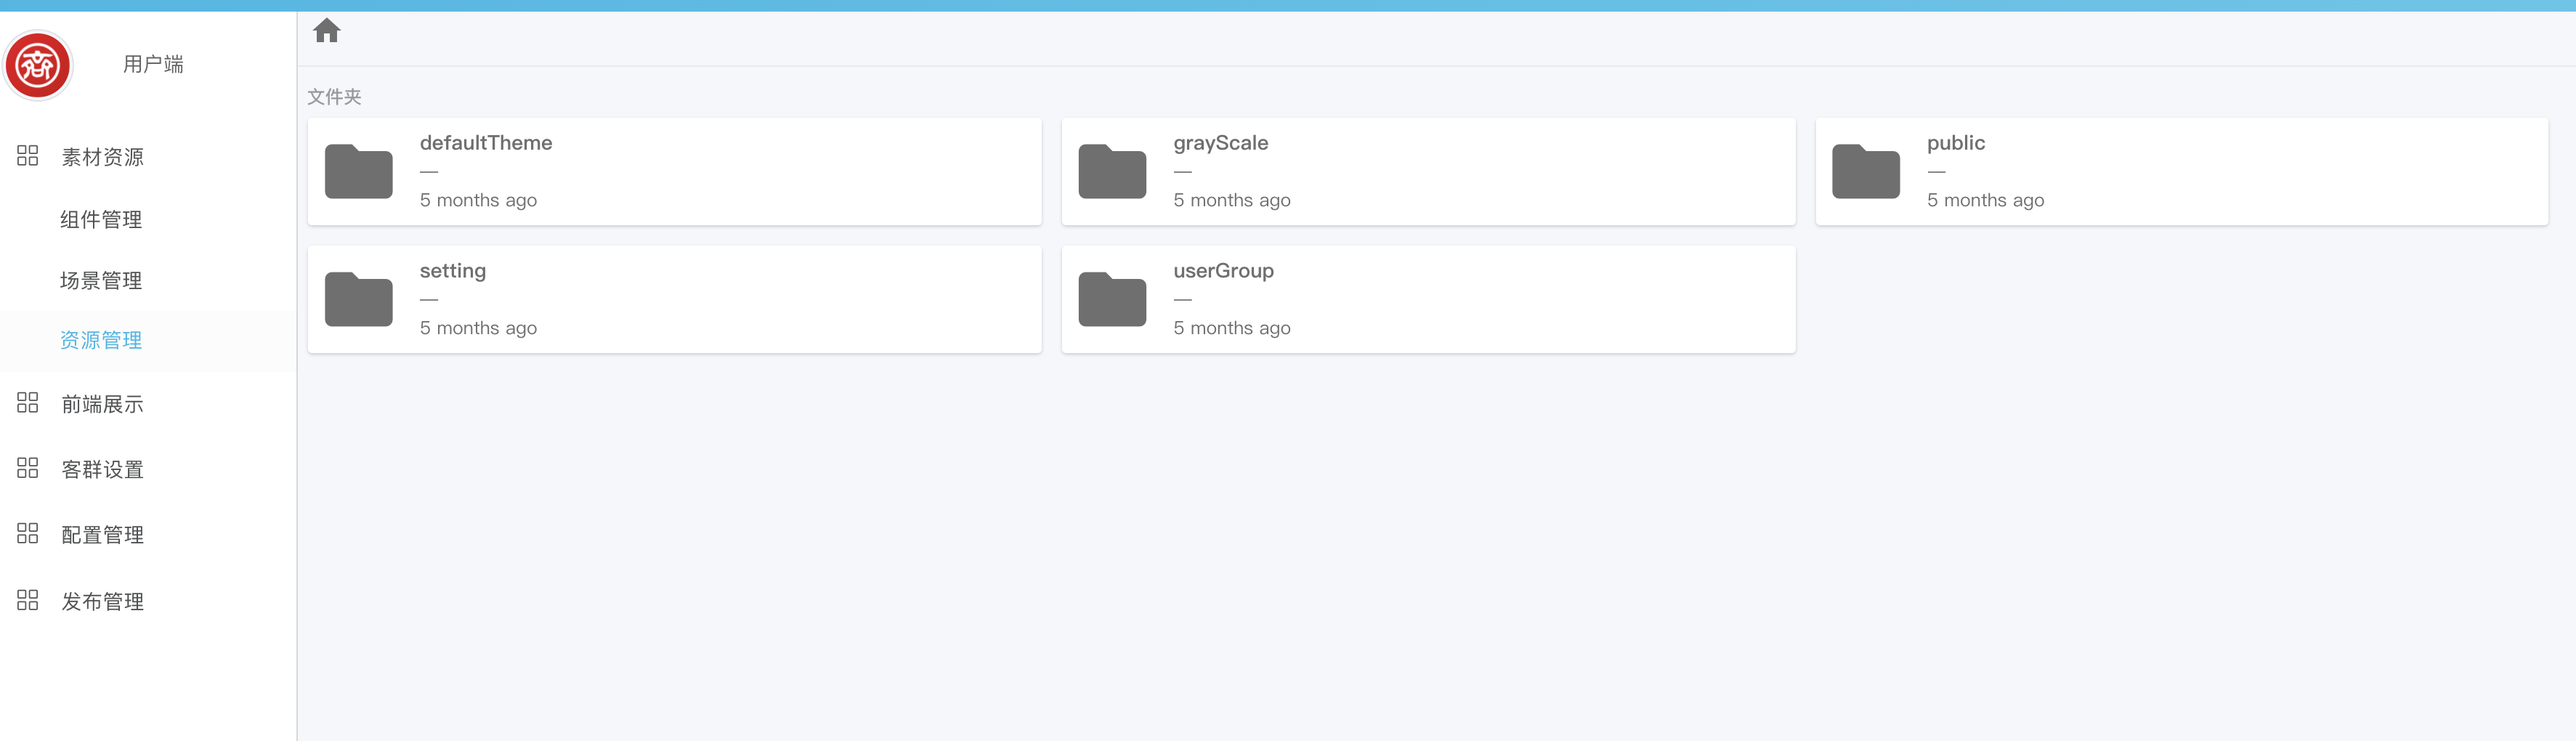 用户端
素材资源
组件管理
场景管理
资源管理
前端展示
客群设置
配置管理
发布管理
文件夹
defaultTheme
—
5 months ago
grayScale
—
5 months ago
public
—
5 months ago
setting
—
5 months ago
userGroup
—
5 months ago